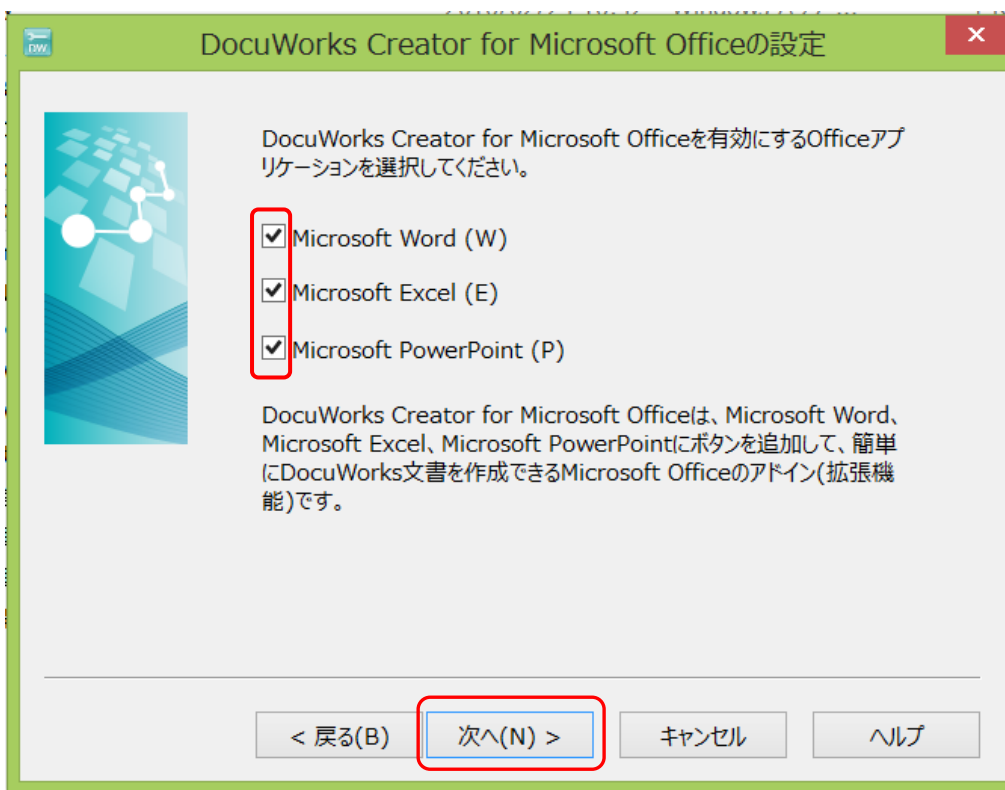 DW
DocuWorks Creator for Microsoft Officeの設定
DocuWorks Creator for Microsoft Officeを有効にするOfficeアプ
リケーションを選択してください。
Microsoft Word (W)
Microsoft Excel (E)
Microsoft PowerPoint (P)
DocuWorks Creator for Microsoft Officeは、Microsoft Word、
Microsoft Excel、Microsoft PowerPointにボタンを追加して、簡単
にDocuWorks文書を作成できるMicrosoft Officeのアドイン(拡張機
能)です。
< 戻る(B)
次へ(N) >
キャンセル
ヘルプ